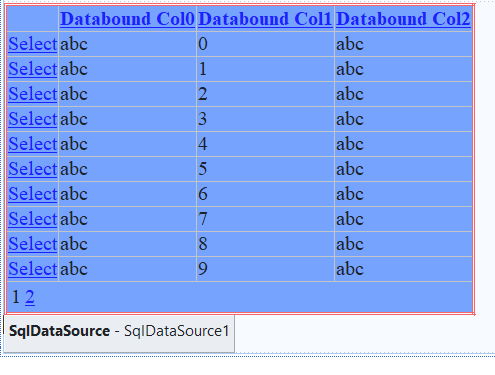 Databound Col0 Databound Col1 Databound Col2
Select abc 0 abc
Select abc 1 abc
Select abc 2 abc
Select abc 3 abc
Select abc 4 abc
Select abc 5 abc
Select abc 6 abc
Select abc 7 abc
Select abc 8 abc
Select abc 9 abc
1 2
SqlDataSource - SqlDataSource1